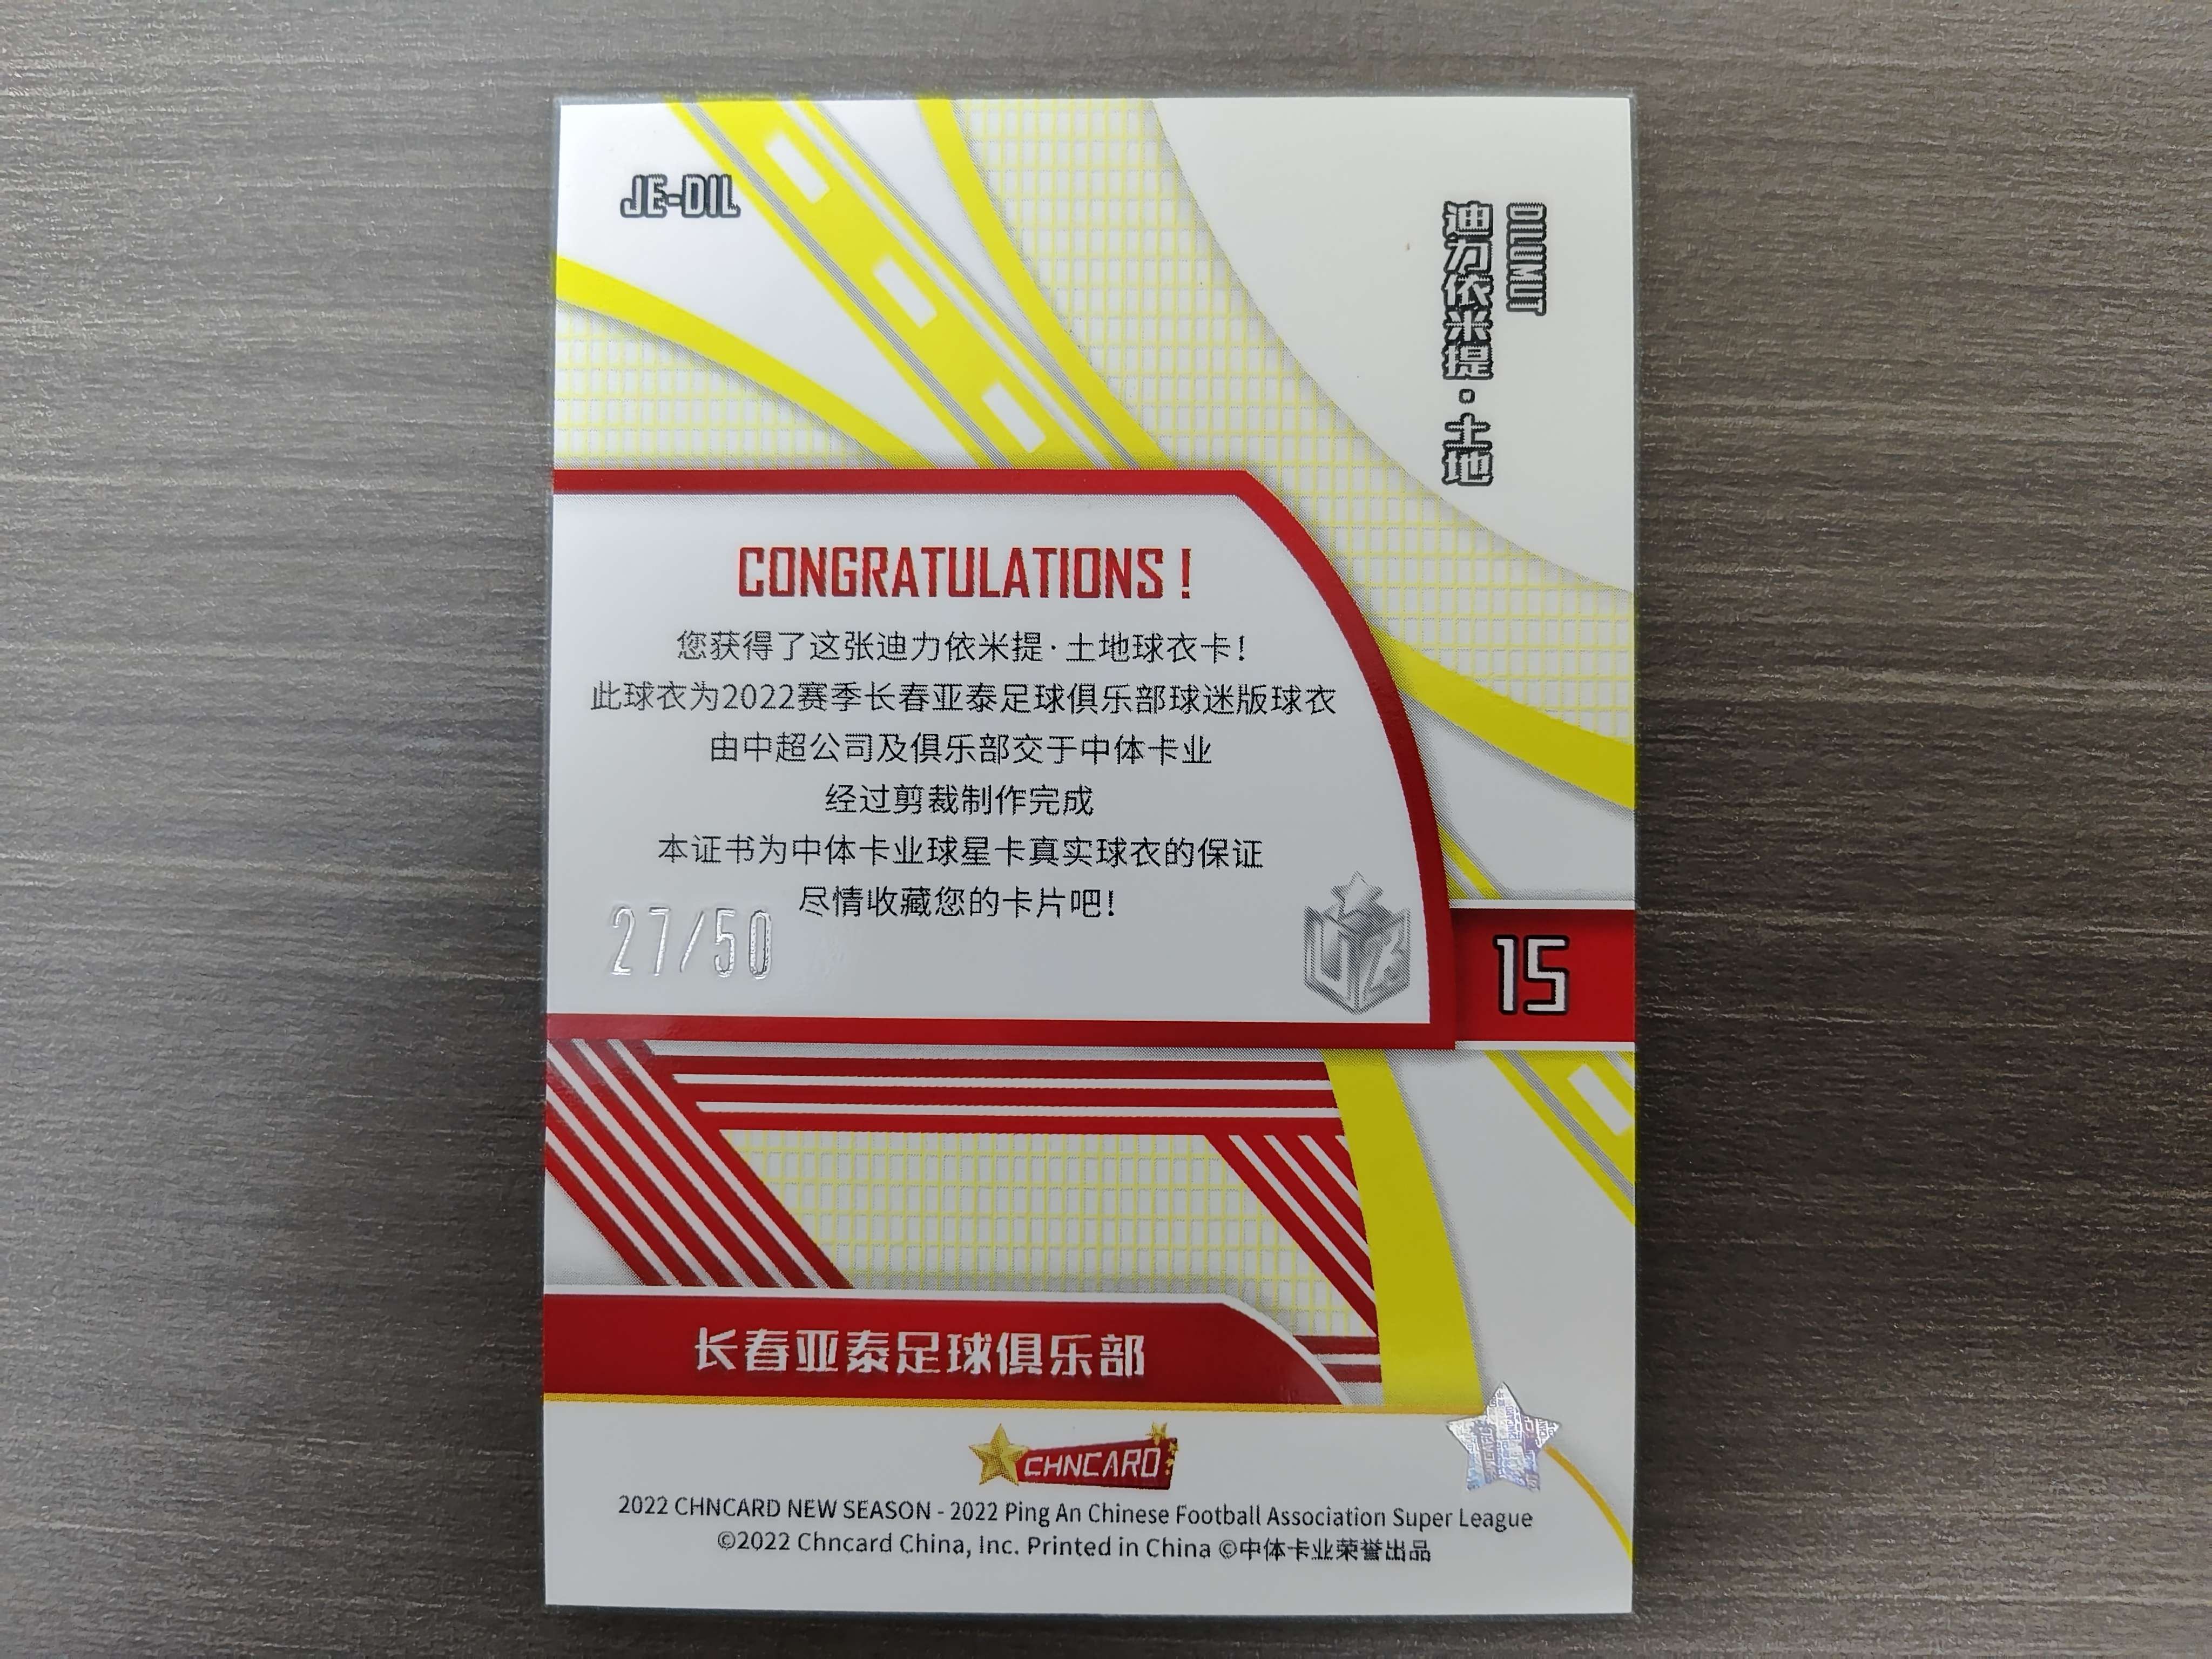 JE-DIL
DILIMUT
迪力依米提·土地
CONGRATULATIONS!
您获得了这张迪力依米提·土地球衣卡!
此球衣为2022赛季长春亚泰足球俱乐部球迷版球衣
由中超公司及俱乐部交于中体卡业
经过剪裁制作完成
本证书为中体卡业球星卡真实球衣的保证
尽情收藏您的卡片吧!
27/50
15
长春亚泰足球俱乐部
CHNCARD
2022 CHNCARD NEW SEASON - 2022 Ping An Chinese Football Association Super League
©2022 Chncard China, Inc. Printed in China ©中体卡业荣誉出品